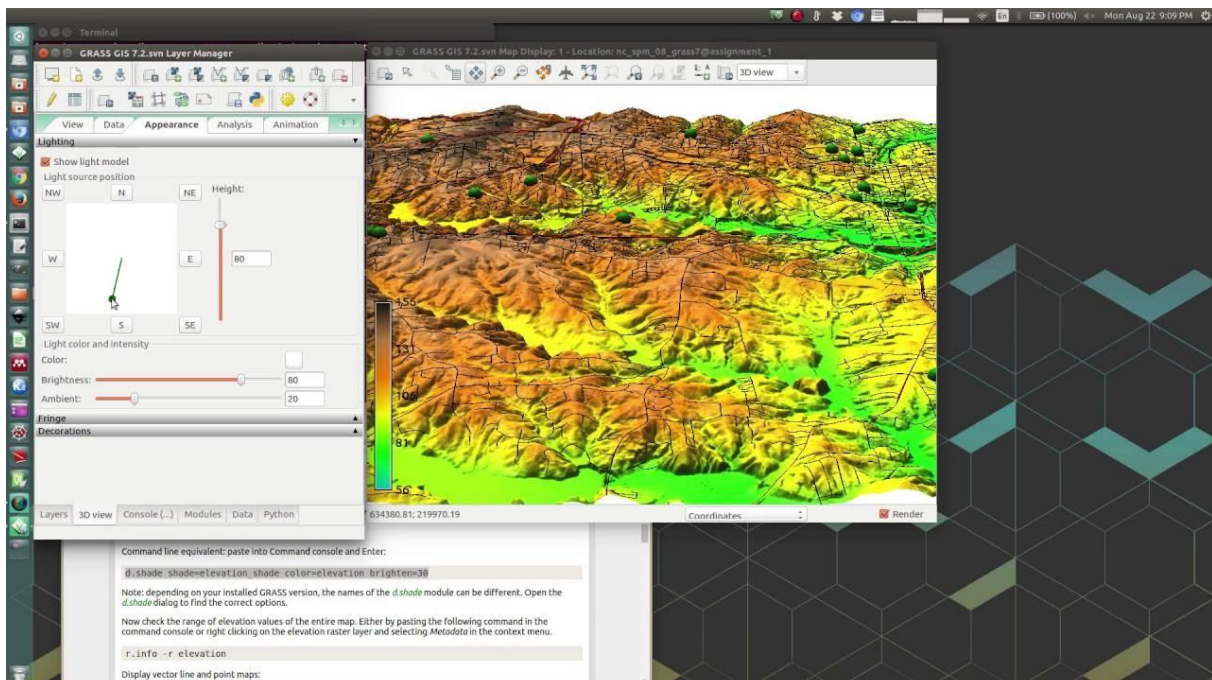 En
(100%)
Mon Aug 22 9:09 PM
Terminal
GRASS GIS 7.2.svn Layer Manager
GRASS GIS 7.2.svn Map Display: 1 - Location: nc_spm_08_grass7@assignment_1
3D view
View Data Appearance Analysis Animation
Lighting
Show light model
Light source position
NW N NE Height:
W E 80
SW S SE
Light color and intensity
Color:
Brightness: 80
Ambient: 20
Fringe
Decorations
Layers 3D view Console (...) Modules Data Python
156
106
81
56
634380.81; 219970.19
Coordinates
Render
Command line equivalent: paste into Command console and Enter:
d.shade shade=elevation_shade color=elevation brighten=30
Note: depending on your installed GRASS version, the names of the d.shade module can be different. Open the
d.shade dialog to find the correct options.
Now check the range of elevation values of the entire map. Either by pasting the following command in the
command console or right clicking on the elevation raster layer and selecting Metadata in the context menu.
r.info -r elevation
Display vector line and point maps: